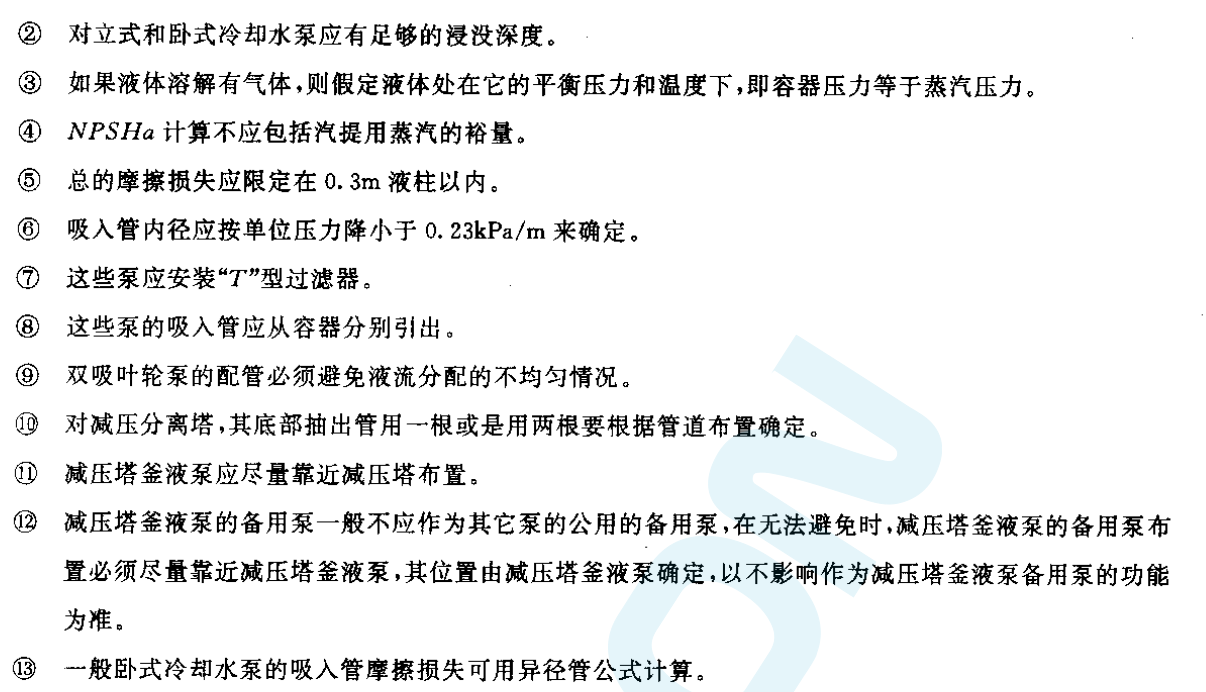 ② 对立式和卧式冷却水泵应有足够的浸没深度。
③ 如果液体溶解有气体,则假定液体处在它的平衡压力和温度下,即容器压力等于蒸汽压力。
④ NPSHa 计算不应包括汽提用蒸汽的裕量。
⑤ 总的摩擦损失应限定在 0.3m 液柱以内。
⑥ 吸入管内径应按单位压力降小于 0.23kPa/m 来确定。
⑦ 这些泵应安装“T”型过滤器。
⑧ 这些泵的吸入管应从容器分别引出。
⑨ 双吸叶轮泵的配管必须避免液流分配的不均匀情况。
⑩ 对减压分离塔,其底部抽出管用一根或是用两根要根据管道布置确定。
⑪ 减压塔釜液泵应尽量靠近减压塔布置。
⑫ 减压塔釜液泵的备用泵一般不应作为其它泵的公用的备用泵,在无法避免时,减压塔釜液泵的备用泵布
置必须尽量靠近减压塔釜液泵,其位置由减压塔釜液泵确定,以不影响作为减压塔釜液泵备用泵的功能
为准。
⑬ 一般卧式冷却水泵的吸入管摩擦损失可用异径管公式计算。